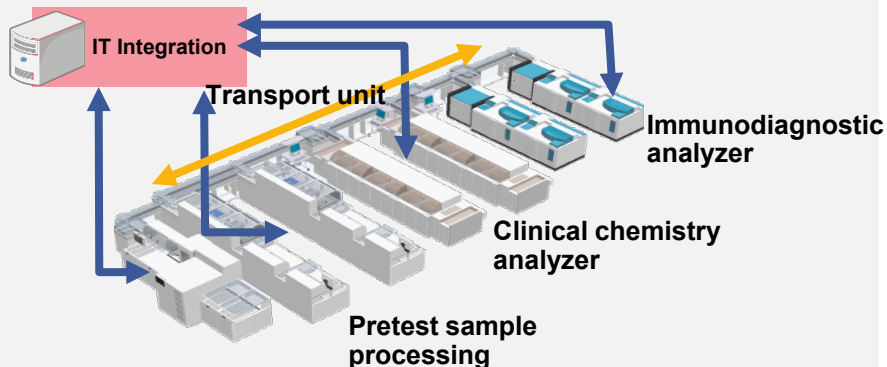 IT Integration
Transport unit
Immunodiagnostic
analyzer
Clinical chemistry
analyzer
Pretest sample
processing